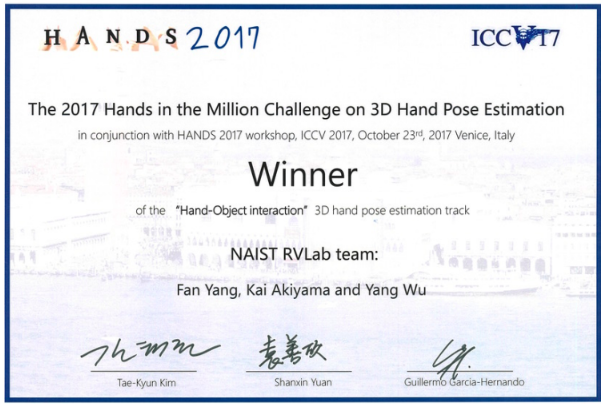 HANDS 2017
ICCV17
The 2017 Hands in the Million Challenge on 3D Hand Pose Estimation
in conjunction with HANDS 2017 workshop, ICCV 2017, October 23rd, 2017 Venice, Italy
Winner
of the "Hand-Object interaction" 3D hand pose estimation track
NAIST RVLab team:
Fan Yang, Kai Akiyama and Yang Wu
袁善欣
Tae-Kyun Kim
Shanxin Yuan
Guillermo Garcia-Hernando